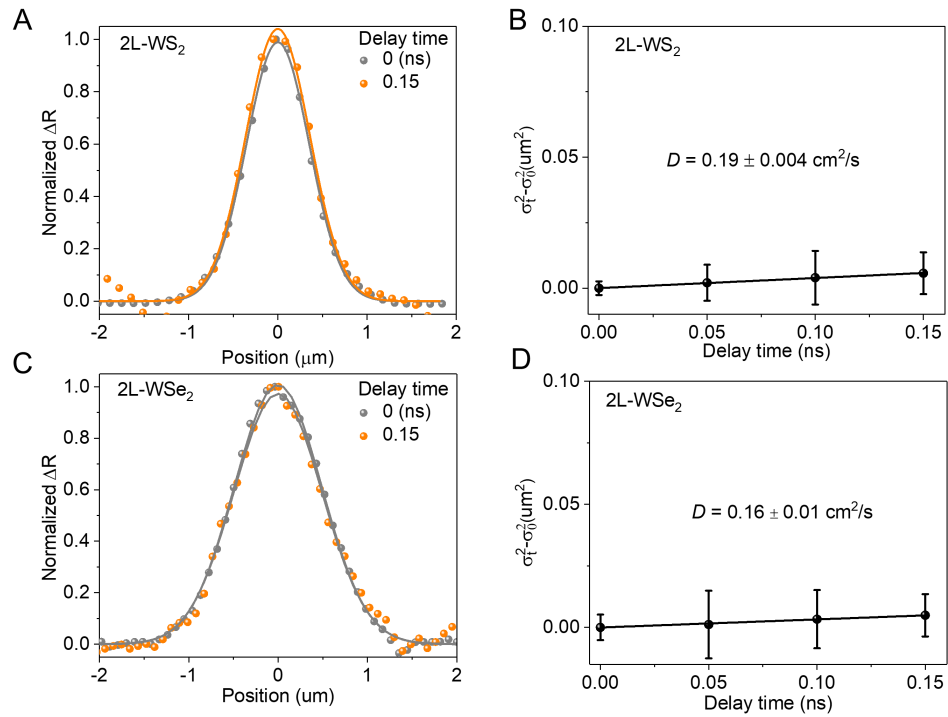 A
2L-WS₂
Delay time
0 (ns)
0.15
1.0
0.8
0.6
0.4
0.2
0.0
Normalized ΔR
-2
-1
0
1
2
Position (μm)
B
2L-WS₂
0.10
0.05
0.00
σₜ²-σ₀²(um²)
D = 0.19 ± 0.004 cm²/s
0.00
0.05
0.10
0.15
Delay time (ns)
C
2L-WSe₂
Delay time
0 (ns)
0.15
1.0
0.8
0.6
0.4
0.2
0.0
Normalized ΔR
-2
-1
0
1
2
Position (um)
D
2L-WSe₂
0.10
0.05
0.00
σₜ²-σ₀²(um²)
D = 0.16 ± 0.01 cm²/s
0.00
0.05
0.10
0.15
Delay time (ns)